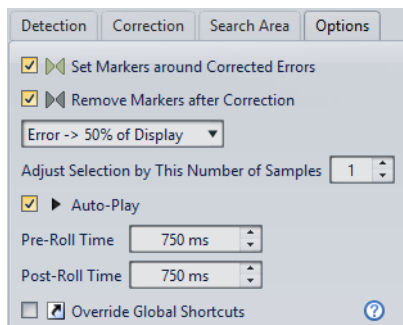 Detection Correction Search Area Options
Set Markers around Corrected Errors
Remove Markers after Correction
Error -> 50% of Display
Adjust Selection by This Number of Samples 1
Auto-Play
Pre-Roll Time 750 ms
Post-Roll Time 750 ms
Override Global Shortcuts ?